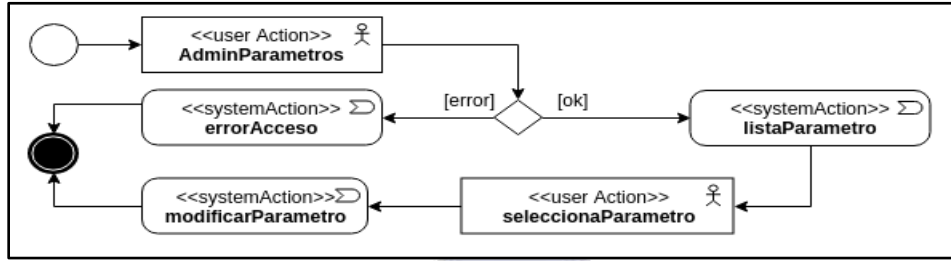 <<user Action>>
AdminParametros
[error]
[ok]
<<systemAction>>
errorAcceso
<<systemAction>>
listaParametro
<<systemAction>>
modificarParametro
<<user Action>>
seleccionaParametro